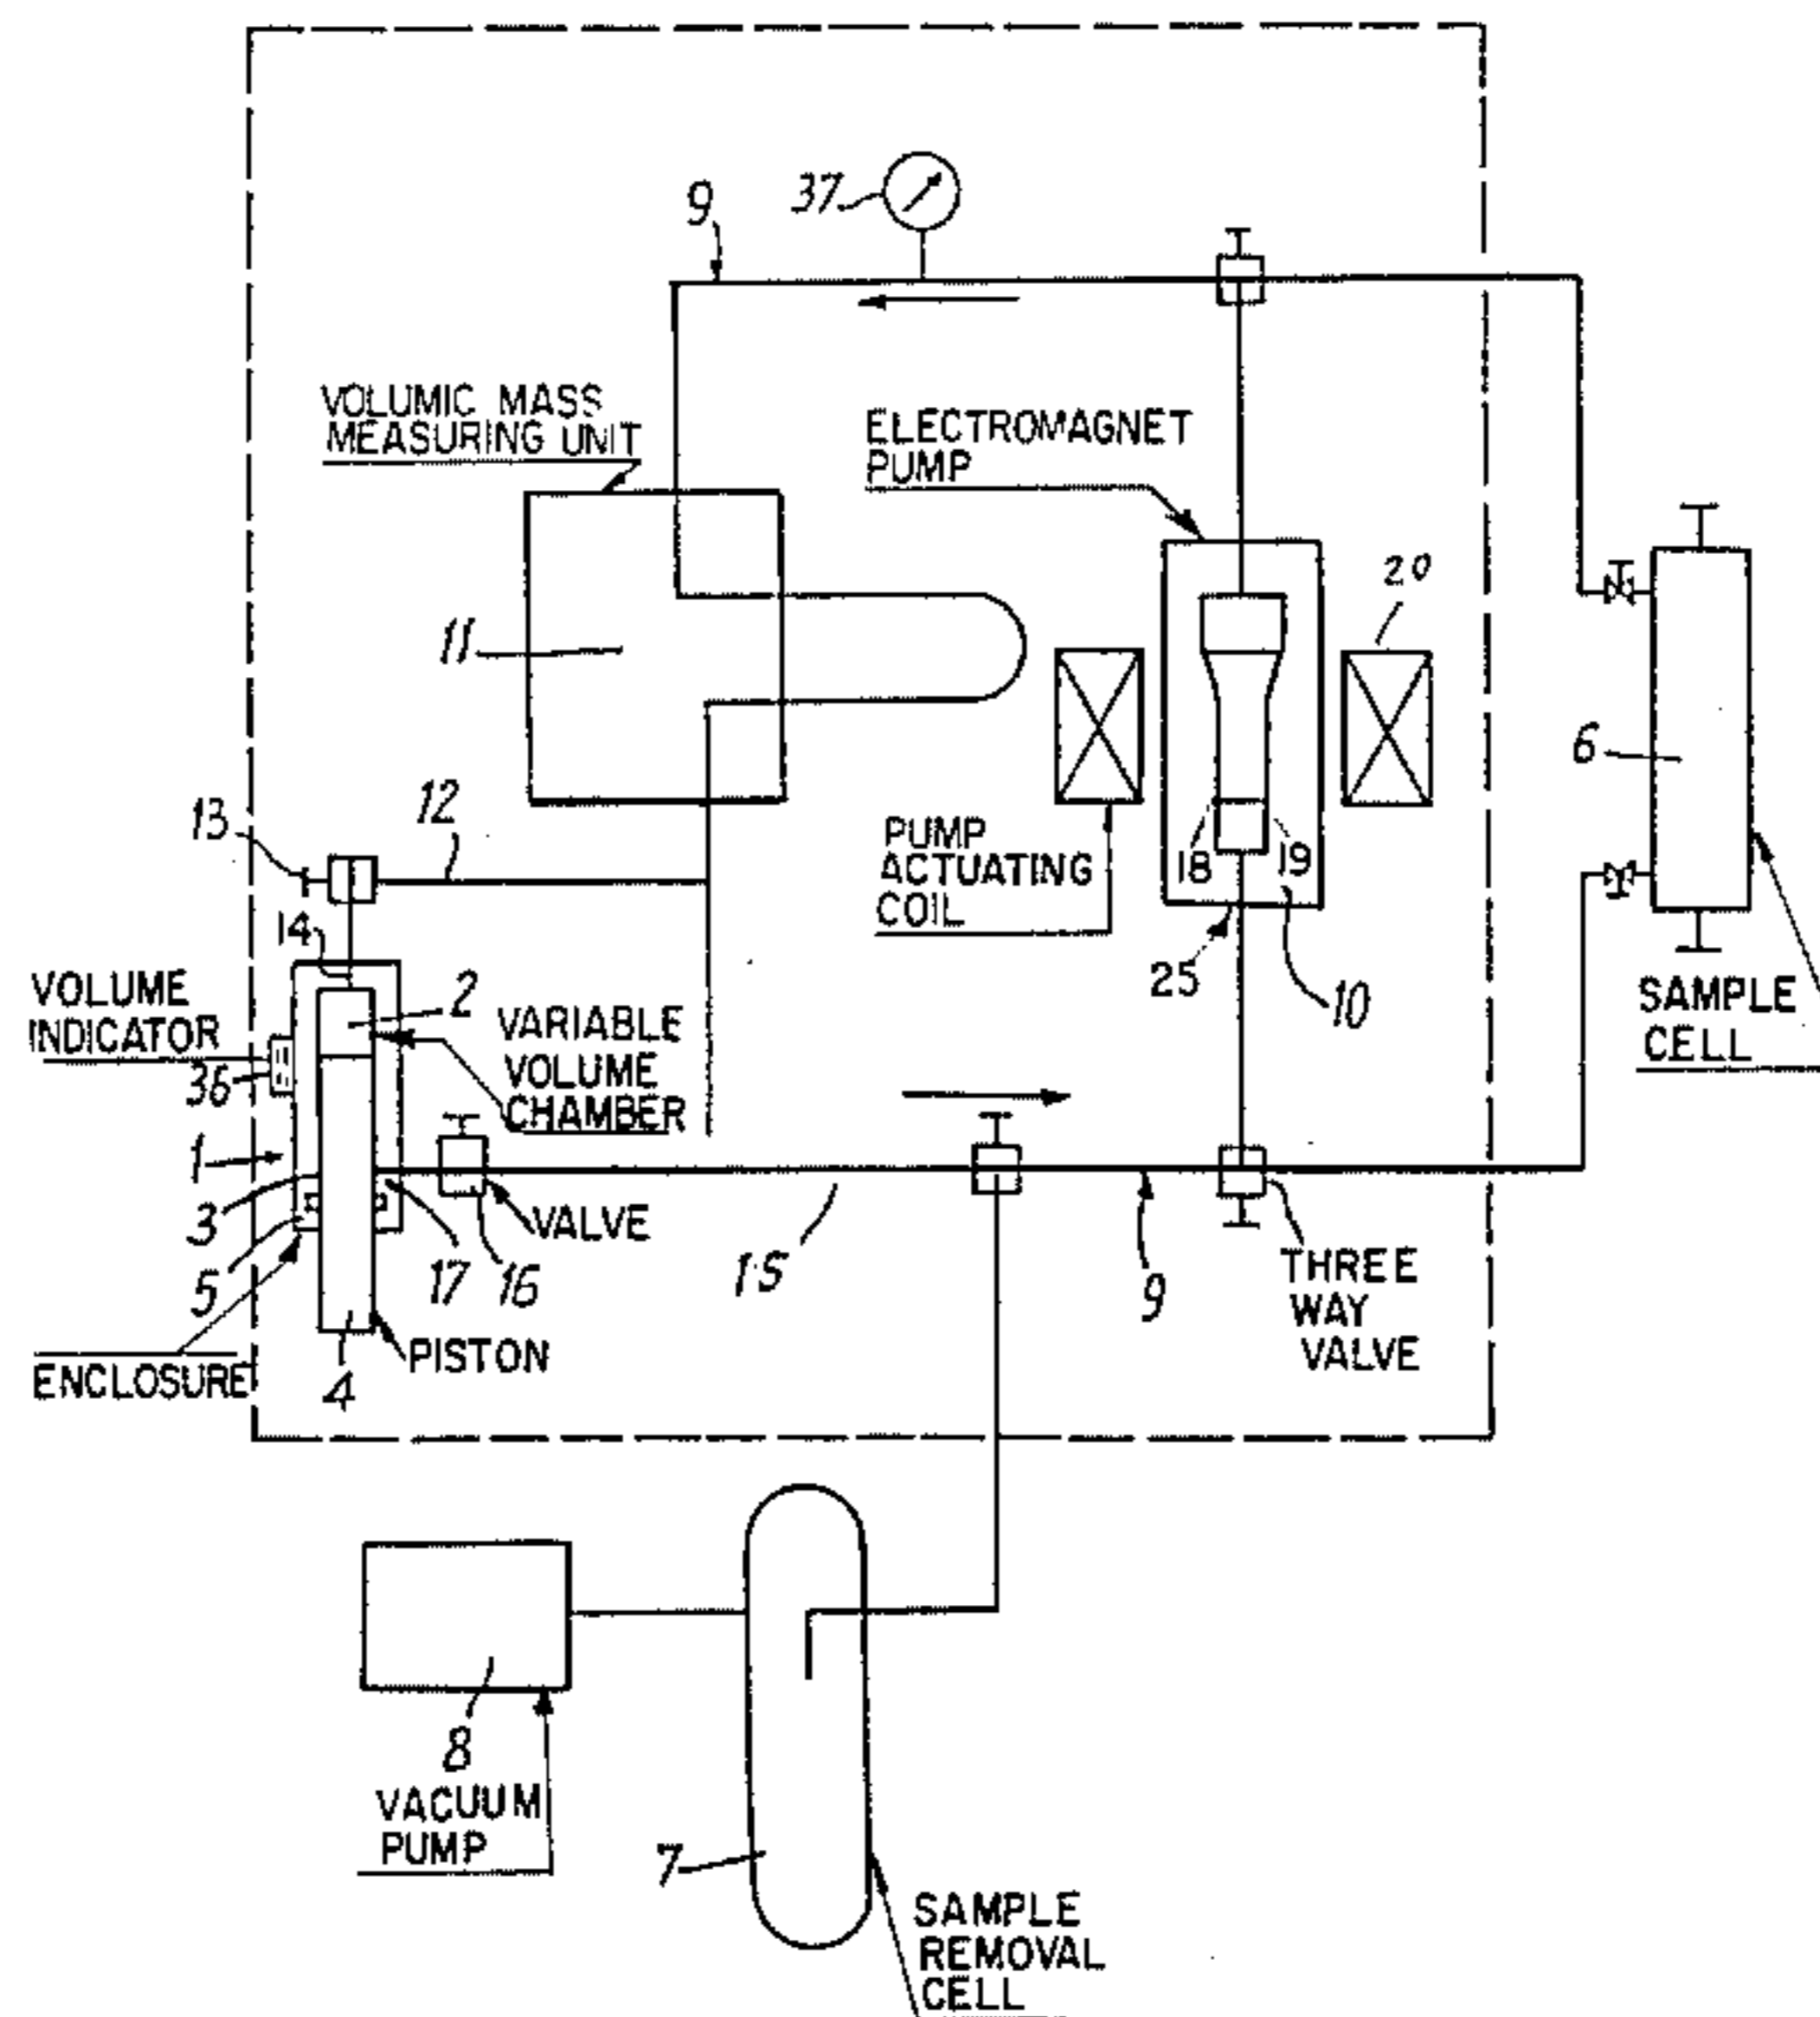 37
9
VOLUMIC MASS
MEASURING UNIT
ELECTROMAGNET
PUMP
20
11
6
13
12
PUMP
ACTUATING
COIL
18
19
14
25
10
VOLUME
INDICATOR
2
VARIABLE
VOLUME
CHAMBER
SAMPLE
CELL
36
1
3
VALVE
5
17
16
15
9
THREE
WAY
VALVE
ENCLOSURE
4
PISTON
8
VACUUM
PUMP
7
SAMPLE
REMOVAL
CELL